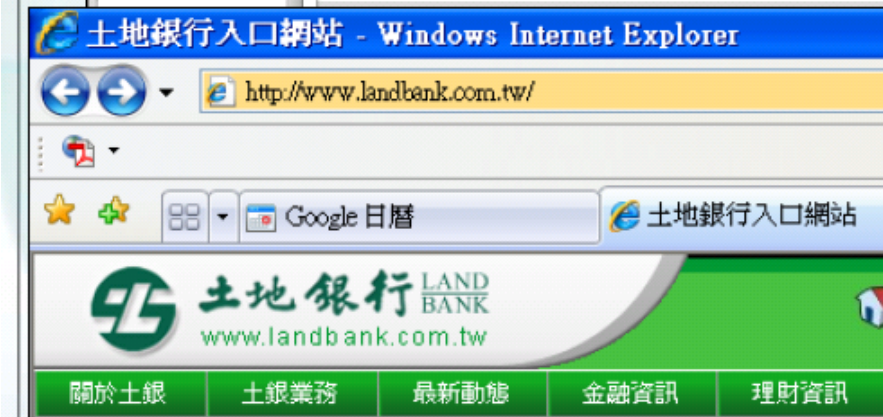 土地銀行入口網站 - Windows Internet Explorer
http://www.landbank.com.tw/
Google 日曆
土地銀行入口網站
土地銀行 LAND BANK
www.landbank.com.tw
關於土銀 土銀業務 最新動態 金融資訊 理財資訊